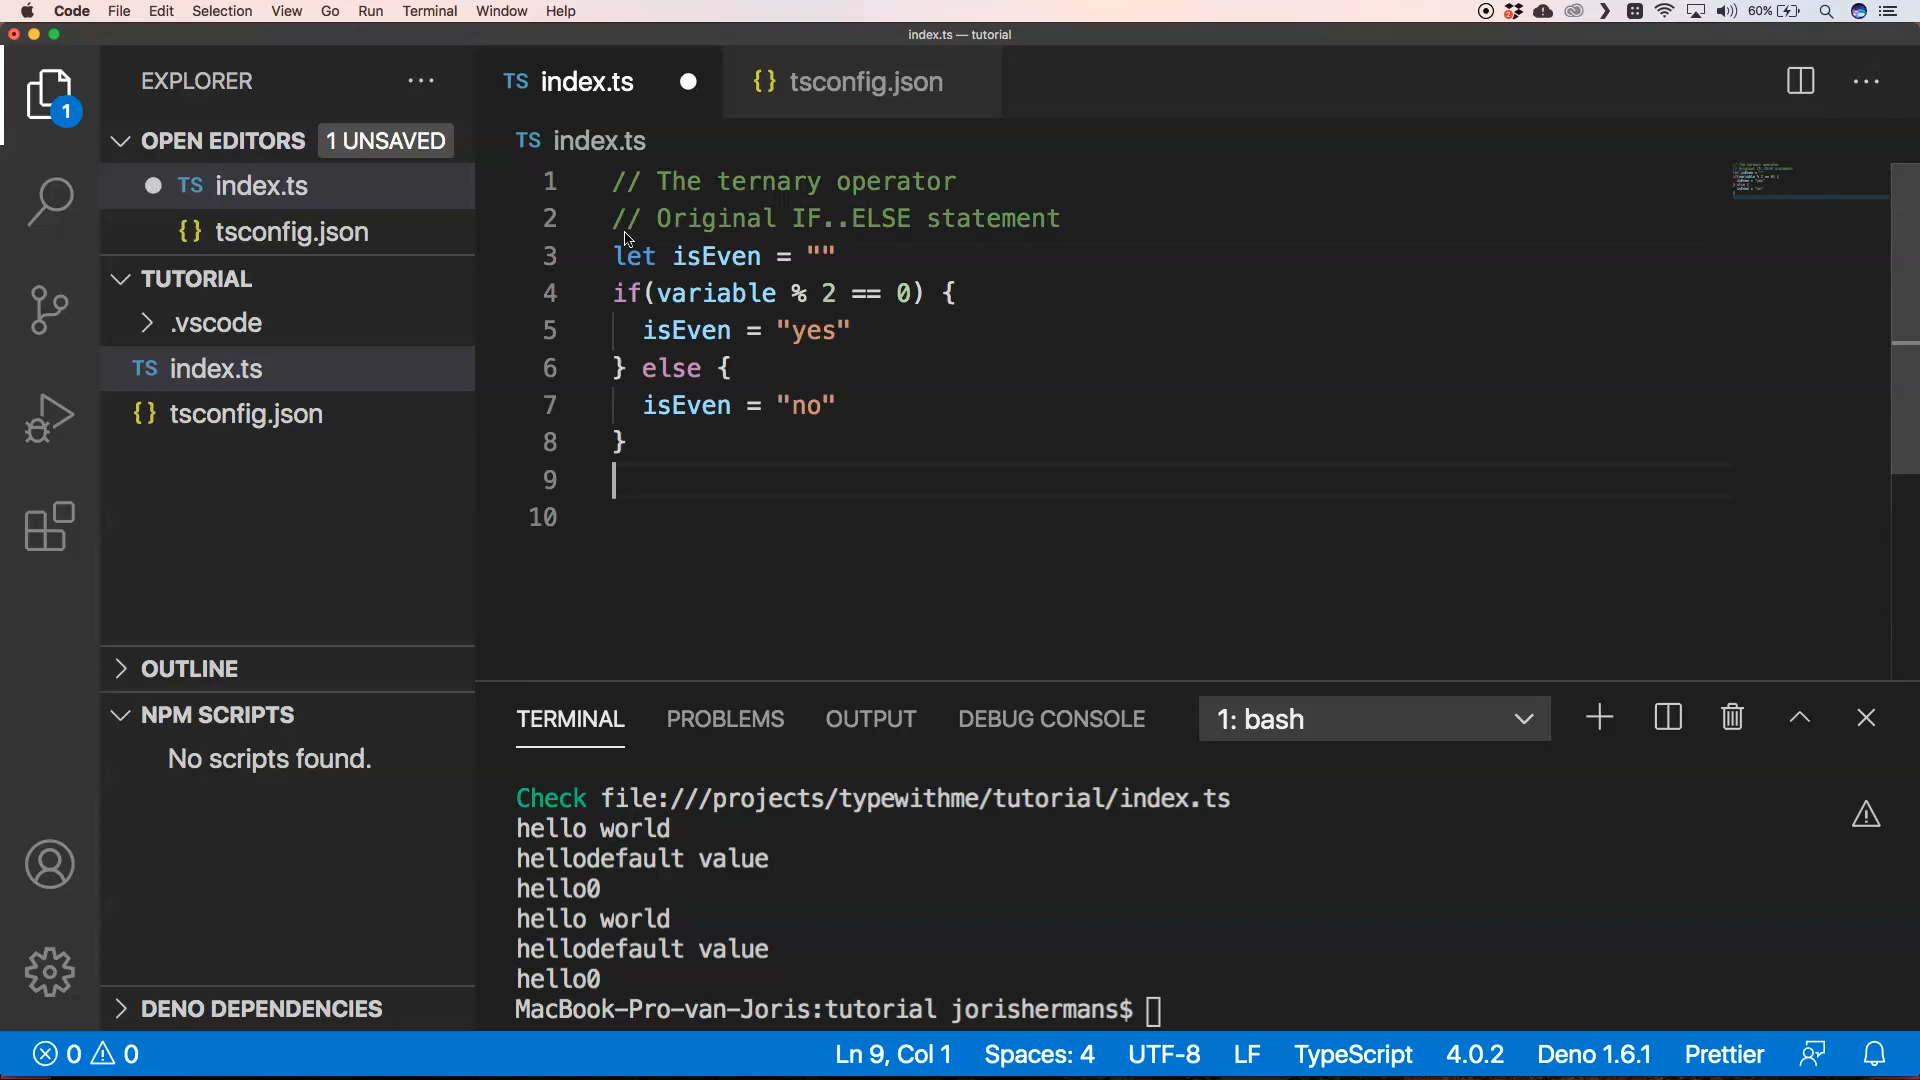 Code File Edit Selection View Go Run Terminal Window Help
60%
index.ts — tutorial
EXPLORER
1
OPEN EDITORS 1 UNSAVED
TS index.ts
{} tsconfig.json
TUTORIAL
.vscode
TS index.ts
{} tsconfig.json
OUTLINE
NPM SCRIPTS
No scripts found.
DENO DEPENDENCIES
TS index.ts
{} tsconfig.json
TS index.ts
1 // The ternary operator
2 // Original IF..ELSE statement
3 let isEven = ""
4 if(variable % 2 == 0) {
5 isEven = "yes"
6 } else {
7 isEven = "no"
8 }
9
10
TERMINAL PROBLEMS OUTPUT DEBUG CONSOLE 1: bash
Check file:///projects/typewithme/tutorial/index.ts
hello world
hellodefault value
hello0
hello world
hellodefault value
hello0
MacBook-Pro-van-Joris:tutorial jorishermans$
0 0 Ln 9, Col 1 Spaces: 4 UTF-8 LF TypeScript 4.0.2 Deno 1.6.1 Prettier